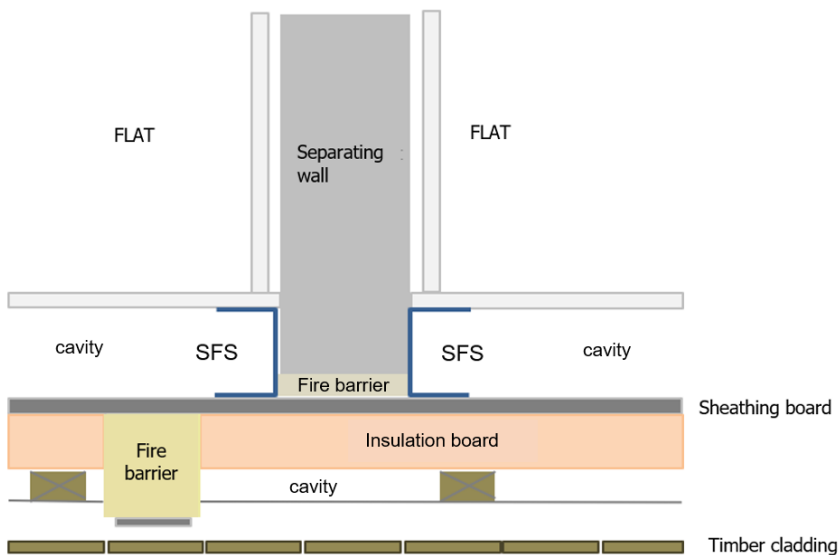 FLAT
FLAT
Separating
wall
cavity
SFS
SFS
cavity
Fire barrier
Sheathing board
Fire
barrier
Insulation board
cavity
Timber cladding